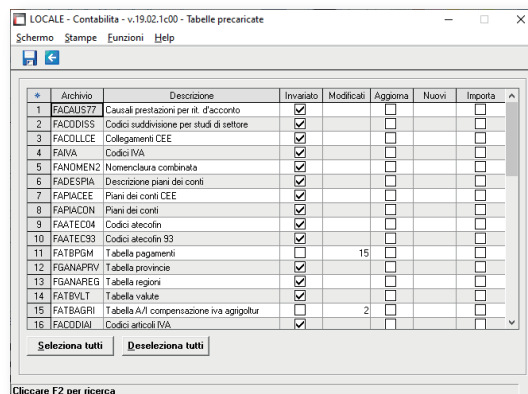 LOCALE - Contabilita - v.19.02.1c00 - Tabelle precaricate
Schermo Stampe Funzioni Help
* Archivio Descrizione Invariato Modificati Aggiorna Nuovi Importa
1 FACAUS77 Causali prestazioni per rit. d'acconto
2 FACODISS Codici suddivisione per studi di settore
3 FACOLLCE Collegamenti CEE
4 FAIVA Codici IVA
5 FANOMEN2 Nomenclaura combinata
6 FADESPIA Descrizione piani dei conti
7 FAPIACEE Piani dei conti CEE
8 FAPIACON Piani dei conti
9 FAATEC04 Codici atecofin
10 FAATEC93 Codici atecofin 93
11 FATBPGM Tabella pagamenti 15
12 FGANAPRV Tabella provincie
13 FGANAREG Tabella regioni
14 FATBVLT Tabella valute
15 FATBAGRI Tabella A/I compensazione iva agrigoltur 2
16 FACODIAI Codici articoli IVA
Seleziona tutti Deseleziona tutti
Cliccare F2 per ricerca